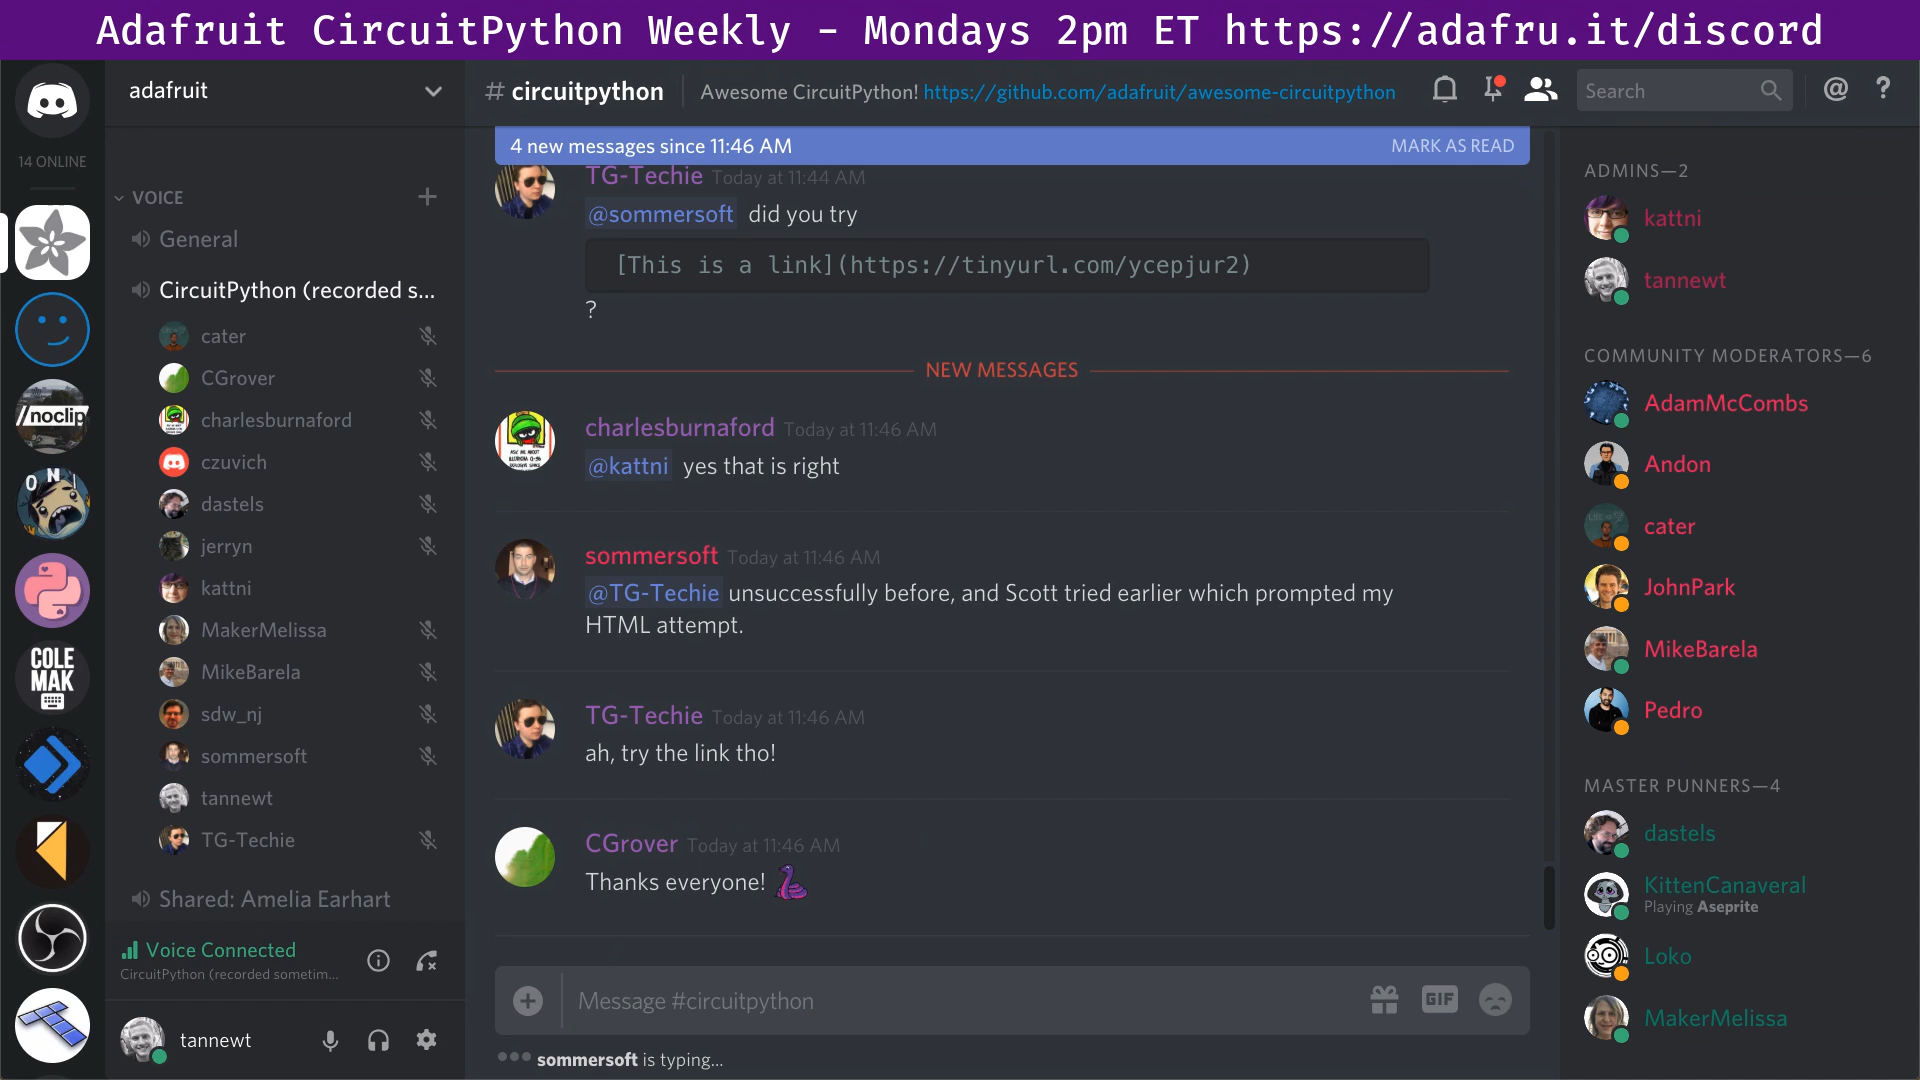 Adafruit CircuitPython Weekly - Mondays 2pm ET https://adafru.it/discord
adafruit
# circuitpython
Awesome CircuitPython! https://github.com/adafruit/awesome-circuitpython
Search
14 ONLINE
//noclip
ONI
COLE
MAK
VOICE
General
CircuitPython (recorded s...
cater
CGrover
charlesburnaford
czuvich
dastels
jerryn
kattni
MakerMelissa
MikeBarela
sdw_nj
sommersoft
tannewt
TG-Techie
Shared: Amelia Earhart
Voice Connected
CircuitPython (recorded sometim...
tannewt
4 new messages since 11:46 AM
MARK AS READ
TG-Techie Today at 11:44 AM
@sommersoft did you try
[This is a link](https://tinyurl.com/ycepjur2)
?
NEW MESSAGES
charlesburnaford Today at 11:46 AM
@kattni yes that is right
sommersoft Today at 11:46 AM
@TG-Techie unsuccessfully before, and Scott tried earlier which prompted my
HTML attempt.
TG-Techie Today at 11:46 AM
ah, try the link tho!
CGrover Today at 11:46 AM
Thanks everyone!
Message #circuitpython
GIF
sommersoft is typing...
ADMINS—2
kattni
tannewt
COMMUNITY MODERATORS—6
AdamMcCombs
Andon
cater
JohnPark
MikeBarela
Pedro
MASTER PUNNERS—4
dastels
KittenCanaveral
Playing Aseprite
Loko
MakerMelissa